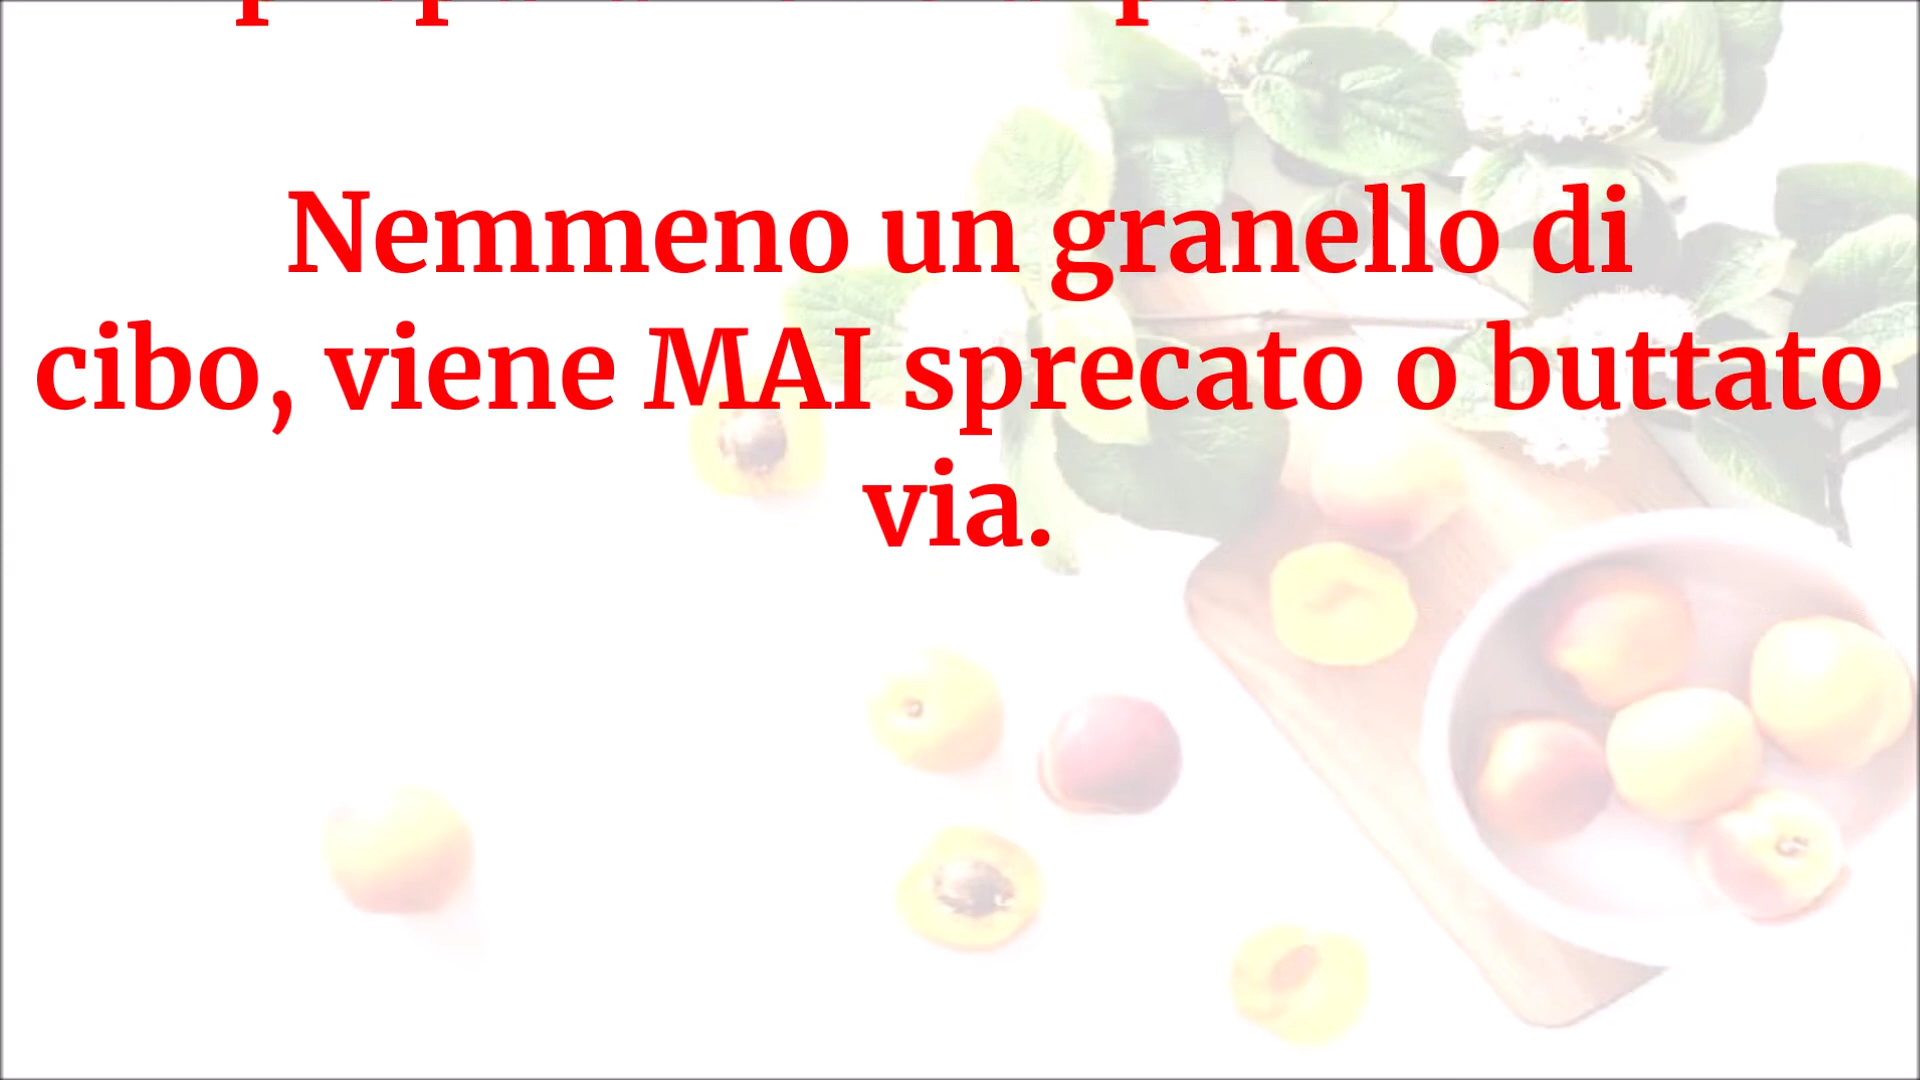 Nemmeno un granello di
cibo, viene MAI sprecato o buttato
via.